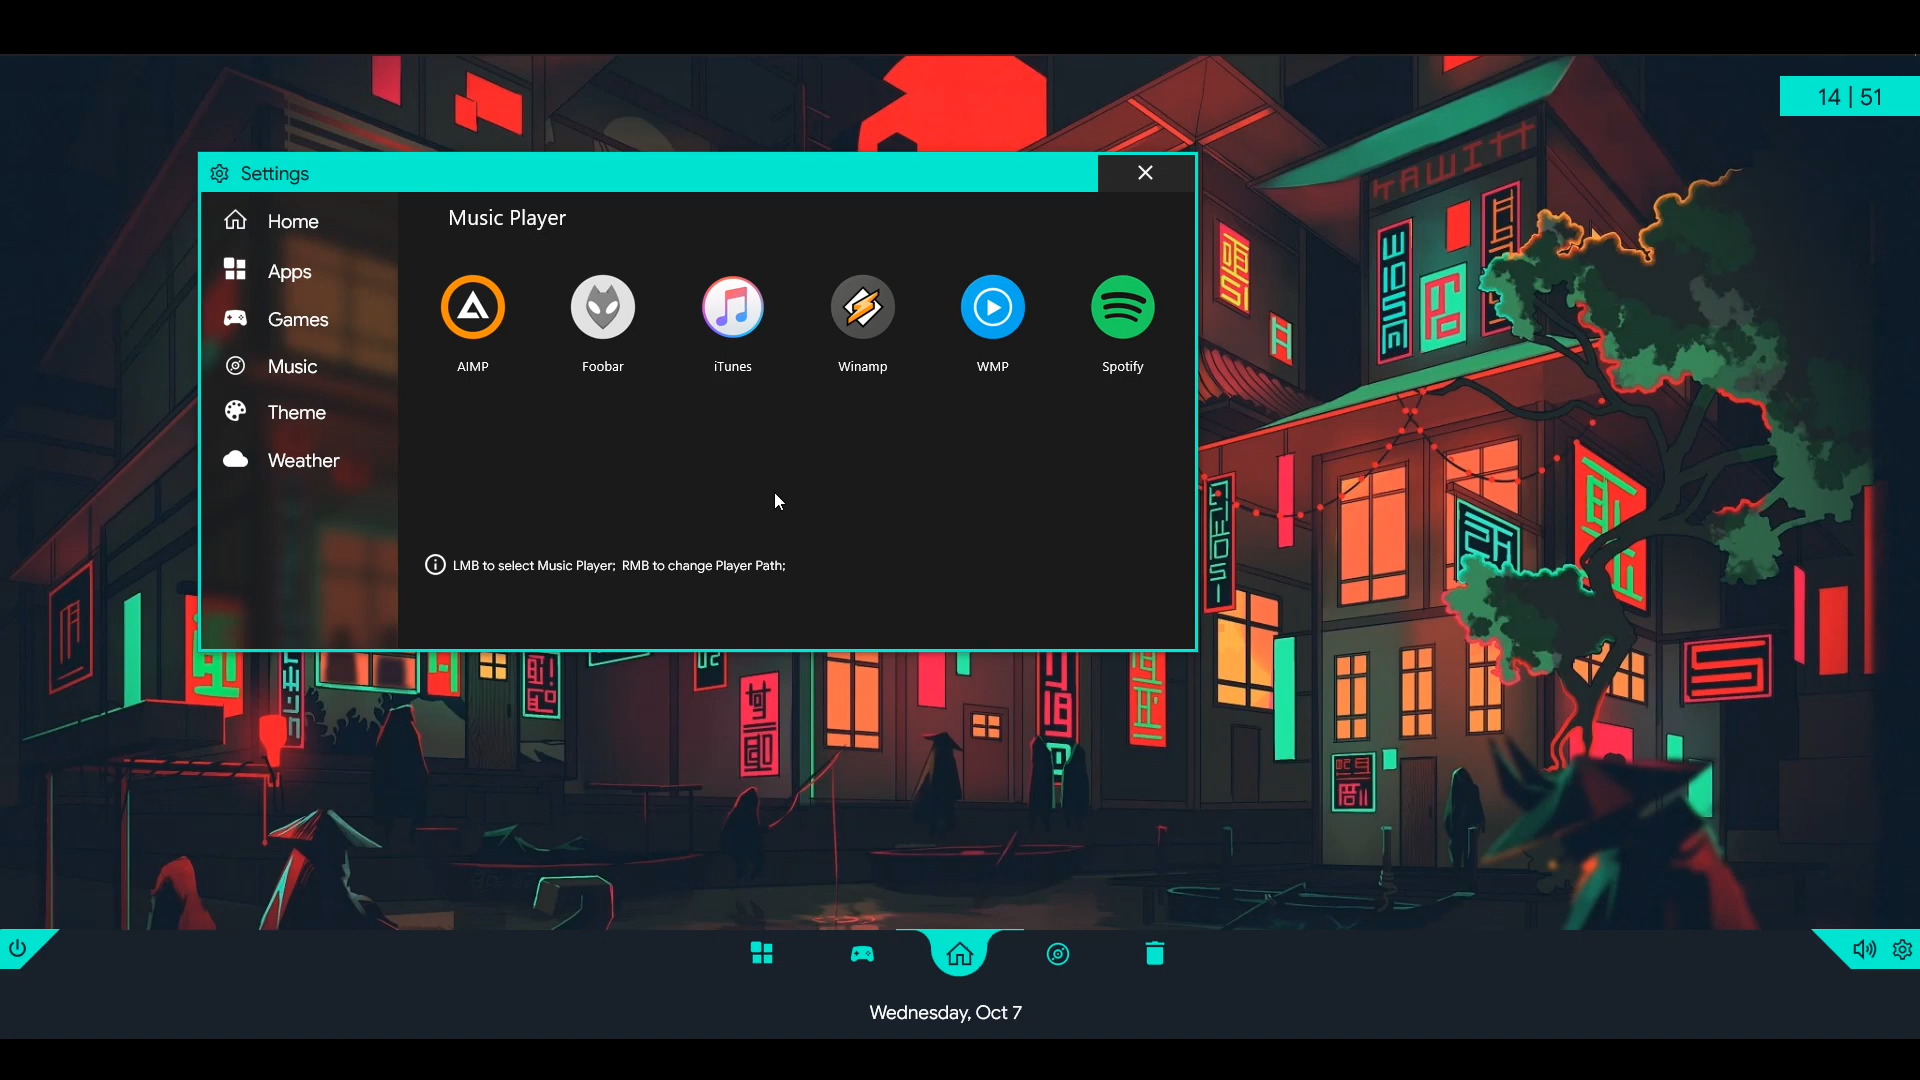 14 | 51
Settings
Home
Apps
Games
Music
Theme
Weather
Music Player
AIMP
Foobar
iTunes
Winamp
WMP
Spotify
LMB to select Music Player;  RMB to change Player Path;
Wednesday, Oct 7